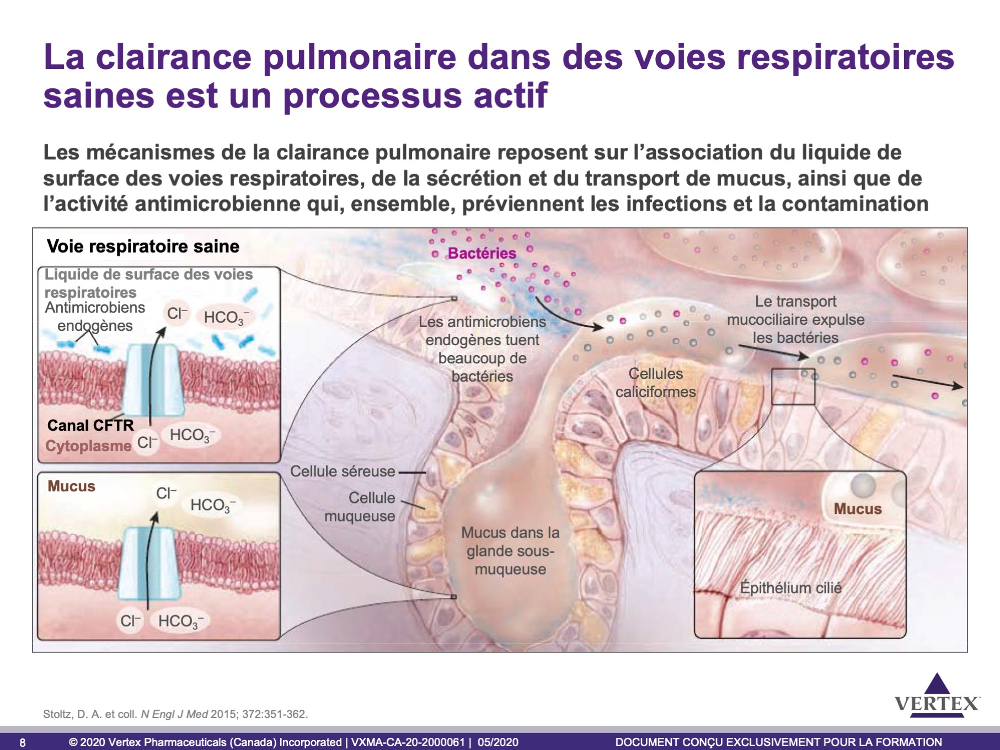 La clairance pulmonaire dans des voies respiratoires
saines est un processus actif
Les mécanismes de la clairance pulmonaire reposent sur l’association du liquide de
surface des voies respiratoires, de la sécrétion et du transport de mucus, ainsi que de
l’activité antimicrobienne qui, ensemble, préviennent les infections et la contamination
Voie respiratoire saine
Liquide de surface des voies
respiratoires
Antimicrobiens
endogènes
Cl⁻
HCO₃⁻
Canal CFTR
Cytoplasme
Cl⁻
HCO₃⁻
Mucus
Cl⁻
HCO₃⁻
Cl⁻
HCO₃⁻
Bactéries
Les antimicrobiens
endogènes tuent
beaucoup de
bactéries
Le transport
mucociliaire expulse
les bactéries
Cellules
caliciformes
Cellule séreuse
Cellule
muqueuse
Mucus dans la
glande sous-
muqueuse
Mucus
Épithélium cilié
VERTEX
Stoltz, D. A. et coll. N Engl J Med 2015; 372:351-362.
8
© 2020 Vertex Pharmaceuticals (Canada) Incorporated | VXMA-CA-20-2000061 | 05/2020
DOCUMENT CONÇU EXCLUSIVEMENT POUR LA FORMATION